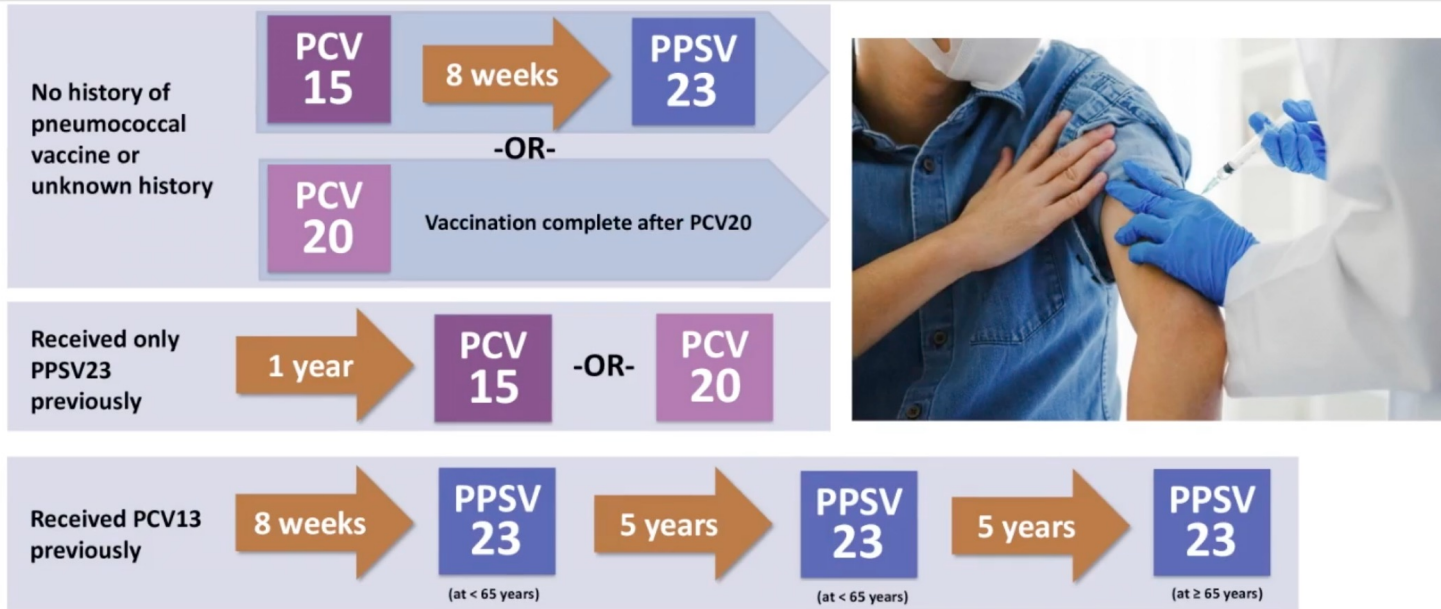 No history of
pneumococcal
vaccine or
unknown history
PCV
15
8 weeks
PPSV
23
-OR-
PCV
20
Vaccination complete after PCV20
Received only
PPSV23
previously
1 year
PCV
15
-OR-
PCV
20
Received PCV13
previously
8 weeks
PPSV
23
(at < 65 years)
5 years
PPSV
23
(at < 65 years)
5 years
PPSV
23
(at ≥ 65 years)